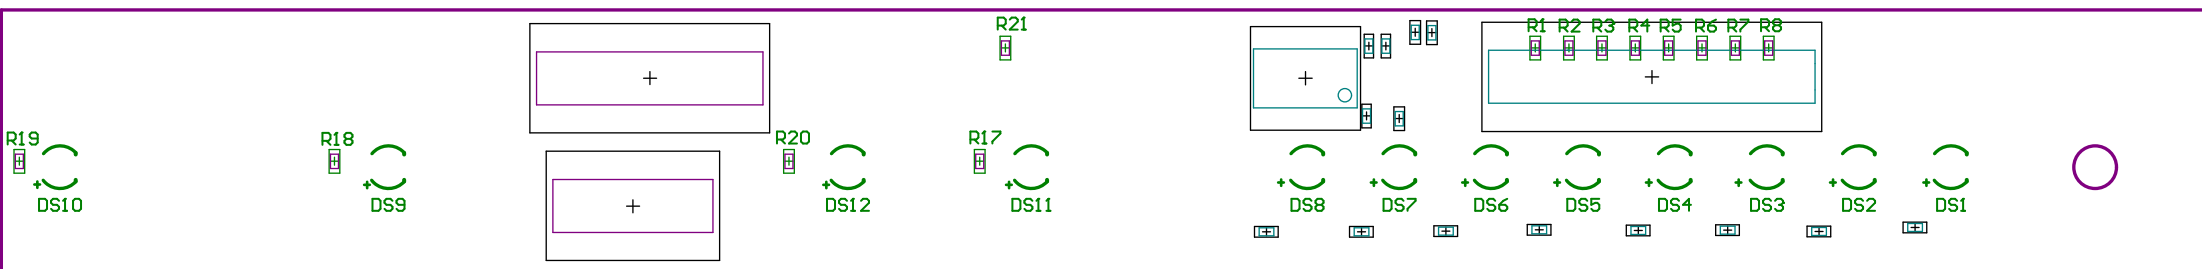 R21 R1 R2 R3 R4 R5 R6 R7 R8
R19 R18 R20 R17
DS10 DS9 DS12 DS11 DS8 DS7 DS6 DS5 DS4 DS3 DS2 DS1